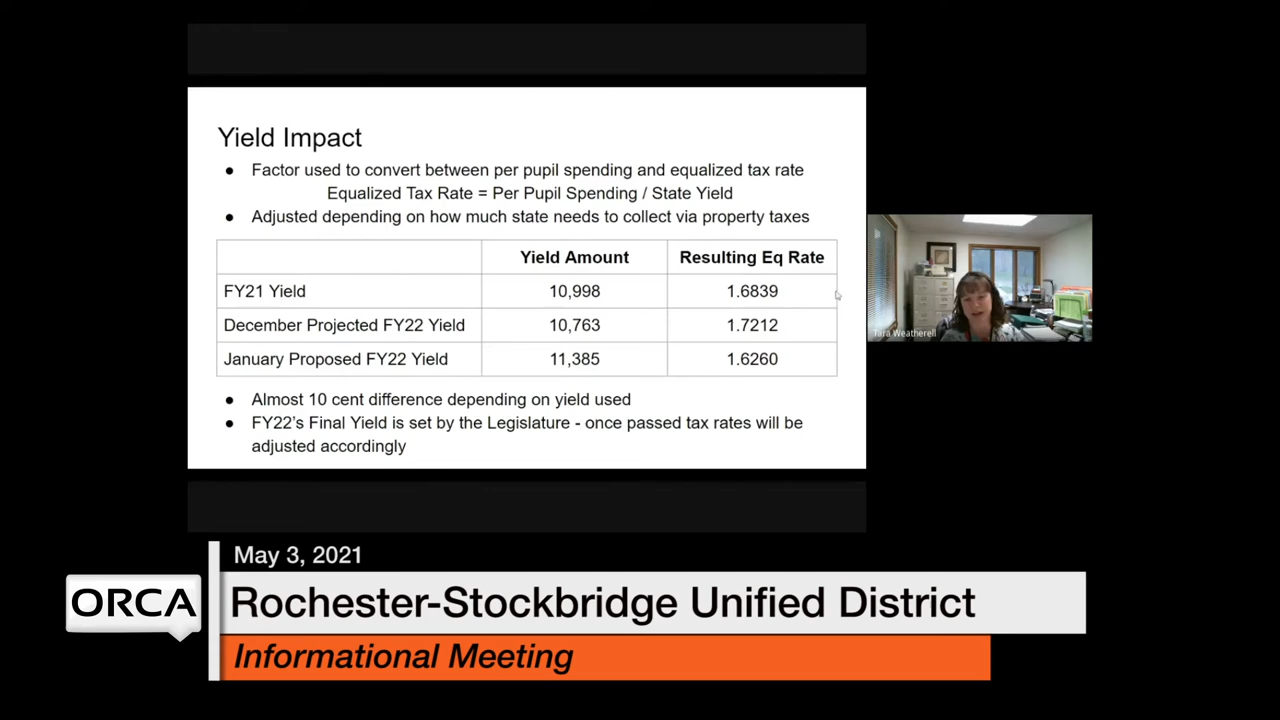 Yield Impact
● Factor used to convert between per pupil spending and equalized tax rate
Equalized Tax Rate = Per Pupil Spending / State Yield
● Adjusted depending on how much state needs to collect via property taxes
Yield Amount Resulting Eq Rate
FY21 Yield 10,998 1.6839
December Projected FY22 Yield 10,763 1.7212
January Proposed FY22 Yield 11,385 1.6260
● Almost 10 cent difference depending on yield used
● FY22's Final Yield is set by the Legislature - once passed tax rates will be
adjusted accordingly
Tara Weatherell
May 3, 2021
ORCA
Rochester-Stockbridge Unified District
Informational Meeting